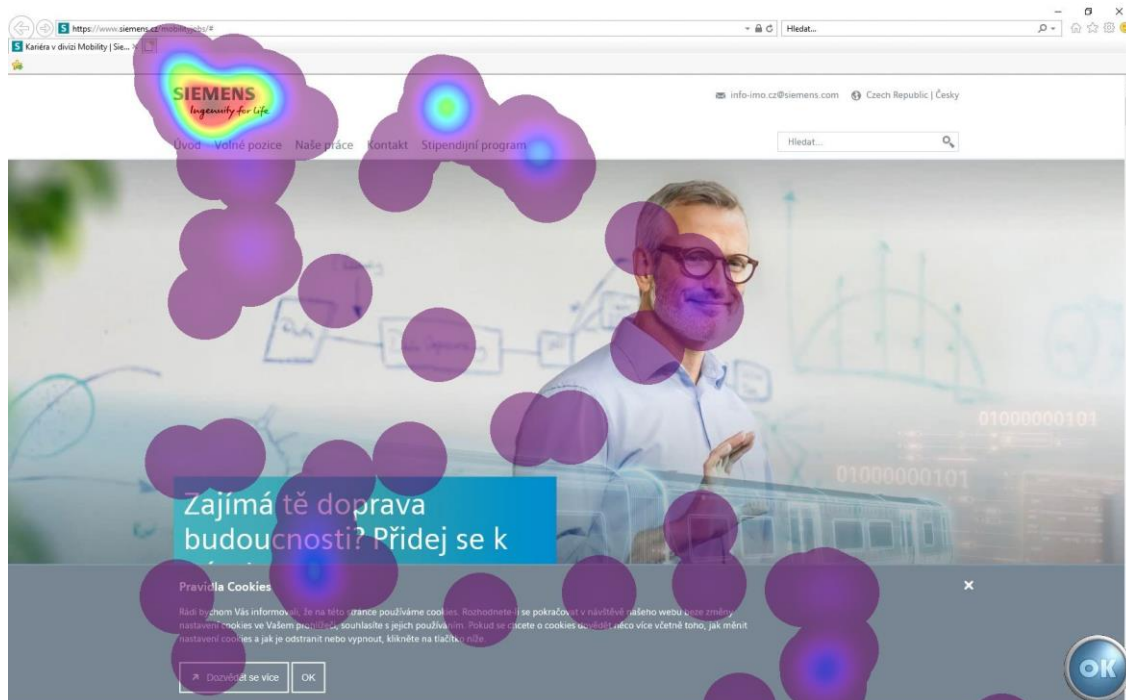 https://www.siemens.cz/mobilityjobs/#
Hledat...
Kariéra v divizi Mobility | Sie...
SIEMENS
Ingenuity for life
info-imo.cz@siemens.com
Czech Republic | Česky
Úvod Volné pozice Naše práce Kontakt Stipendijní program
Hledat...
01000000101
01000000101
Zajímá tě doprava
budoucnosti? Přidej se k
Pravidla Cookies
Rádi bychom Vás informovali, že na této stránce používáme cookies. Rozhodnete-li se pokračovat v návštěvě našeho webu beze změny
nastavení cookies ve Vašem prohlížeči, souhlasíte s jejich používáním. Pokud se chcete o cookies dovědět něco více včetně toho, jak měnit
nastavení cookies a jak je odstranit nebo vypnout, klikněte na tlačítko níže.
Dozvědět se více
OK
OK